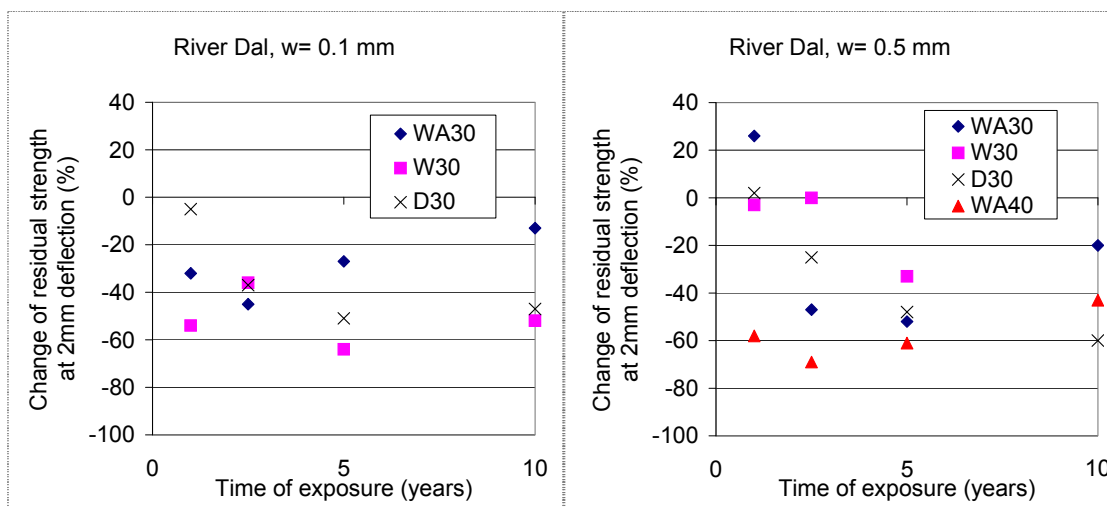 River Dal, w= 0.1 mm
Change of residual strength
at 2mm deflection (%)
40
20
0
-20
-40
-60
-80
-100
WA30
W30
D30
0
5
10
Time of exposure (years)
River Dal, w= 0.5 mm
Change of residual strength
at 2mm deflection (%)
40
20
0
-20
-40
-60
-80
-100
WA30
W30
D30
WA40
0
5
10
Time of exposure (years)